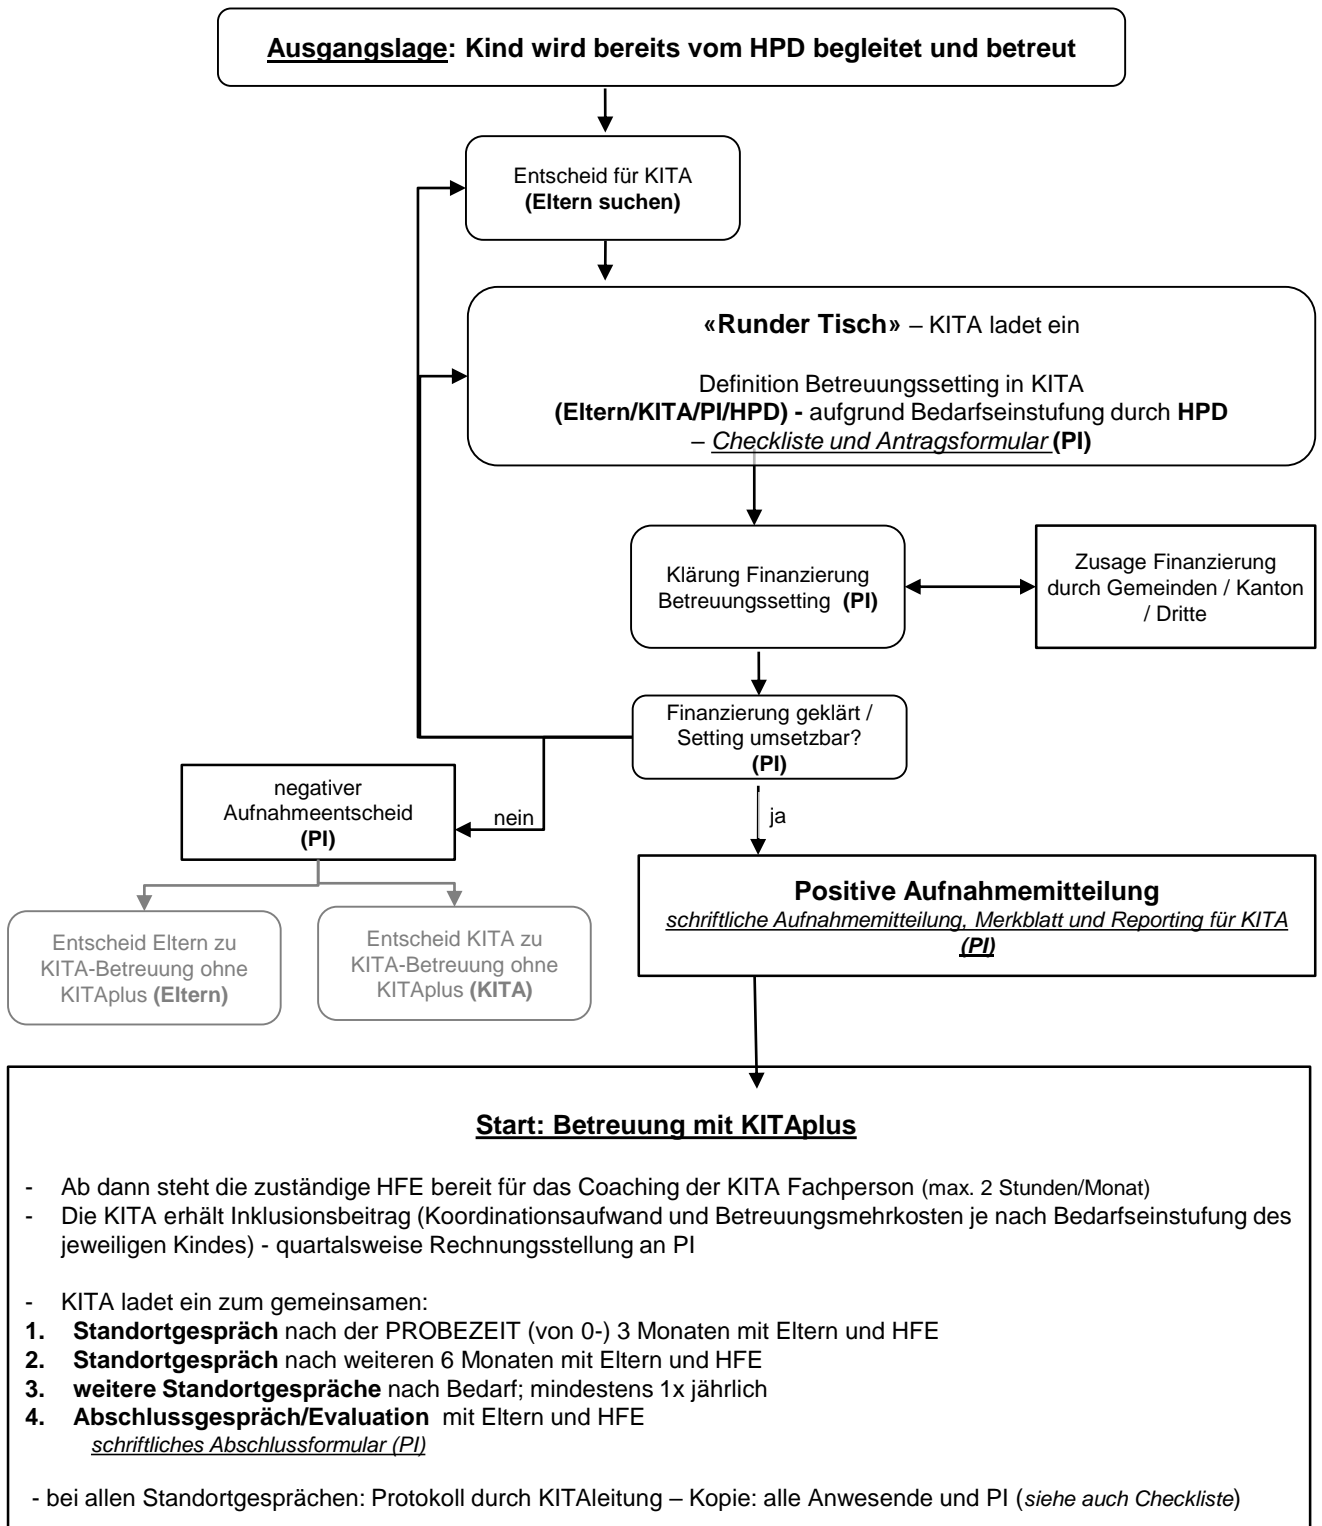 Ausgangslage: Kind wird bereits vom HPD begleitet und betreut
Entscheid für KITA
(Eltern suchen)
«Runder Tisch» – KITA ladet ein
Definition Betreuungssetting in KITA
(Eltern/KITA/PI/HPD) - aufgrund Bedarfseinstufung durch HPD
– Checkliste und Antragsformular (PI)
Klärung Finanzierung
Betreuungssetting (PI)
Zusage Finanzierung
durch Gemeinden / Kanton
/ Dritte
Finanzierung geklärt /
Setting umsetzbar?
(PI)
negativer
Aufnahmeentscheid
(PI)
nein
ja
Positive Aufnahmemitteilung
schriftliche Aufnahmemitteilung, Merkblatt und Reporting für KITA
(PI)
Entscheid Eltern zu
KITA-Betreuung ohne
KITAplus (Eltern)
Entscheid KITA zu
KITA-Betreuung ohne
KITAplus (KITA)
Start: Betreuung mit KITAplus
- Ab dann steht die zuständige HFE bereit für das Coaching der KITA Fachperson (max. 2 Stunden/Monat)
- Die KITA erhält Inklusionsbeitrag (Koordinationsaufwand und Betreuungsmehrkosten je nach Bedarfseinstufung des
jeweiligen Kindes) - quartalsweise Rechnungsstellung an PI
- KITA ladet ein zum gemeinsamen:
1. Standortgespräch nach der PROBEZEIT (von 0-) 3 Monaten mit Eltern und HFE
2. Standortgespräch nach weiteren 6 Monaten mit Eltern und HFE
3. weitere Standortgespräche nach Bedarf; mindestens 1x jährlich
4. Abschlussgespräch/Evaluation mit Eltern und HFE
schriftliches Abschlussformular (PI)
- bei allen Standortgesprächen: Protokoll durch KITAleitung – Kopie: alle Anwesende und PI (siehe auch Checkliste)